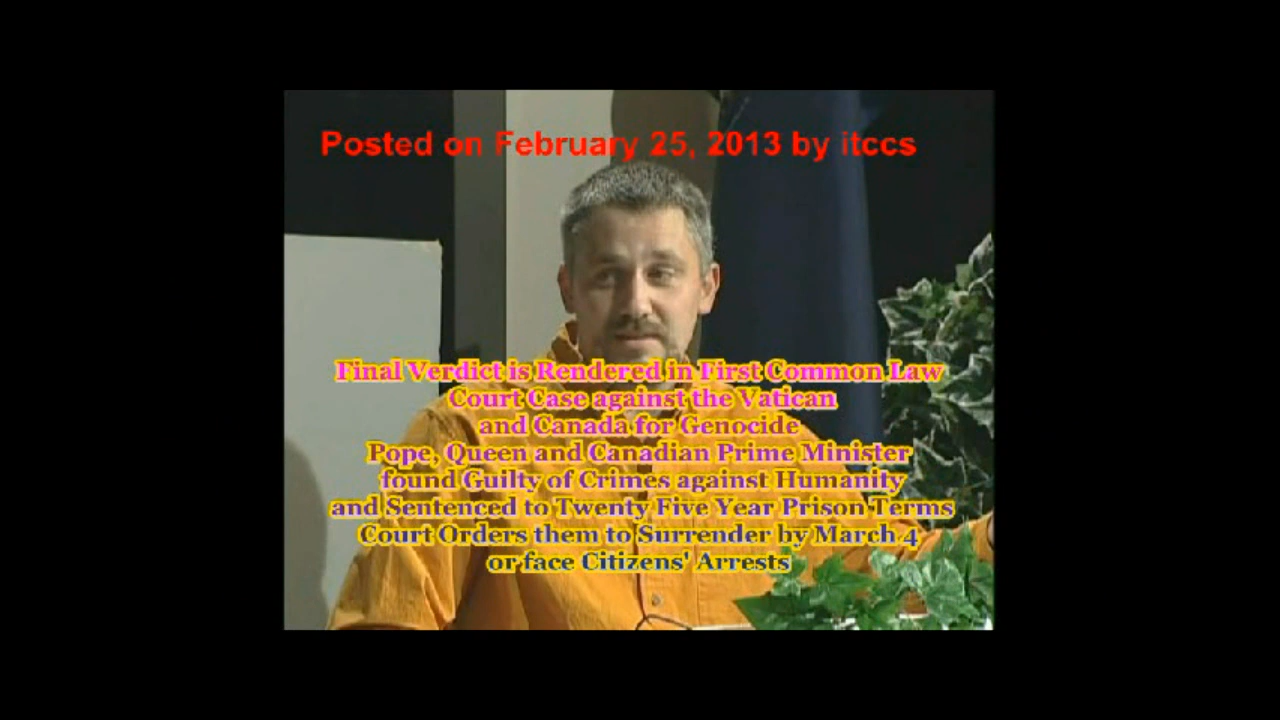 Posted on February 25, 2013 by itccs
Final Verdict is Rendered in First Common Law
Court Case against the Vatican
and Canada for Genocide
Pope, Queen and Canadian Prime Minister
found Guilty of Crimes against Humanity
and Sentenced to Twenty Five Year Prison Terms
Court Orders them to Surrender by March 4
or face Citizens' Arrests